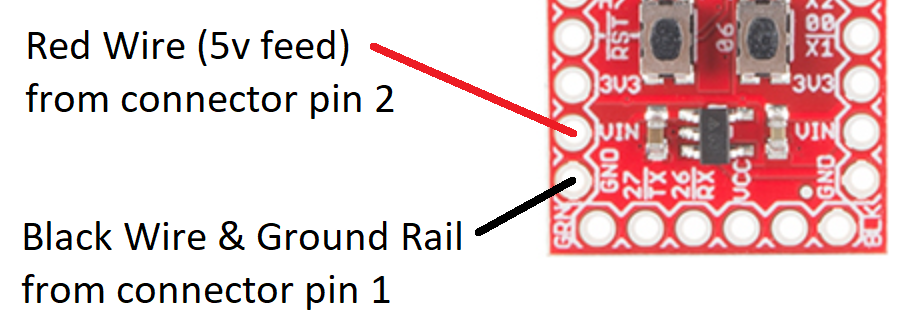 Red Wire (5v feed)
from connector pin 2
Black Wire & Ground Rail
from connector pin 1
RST
06
X2
00
X1
3V3
3V3
VIN
VIN
GND
27
TX
26
RX
VCC
GND
GRN
BLK